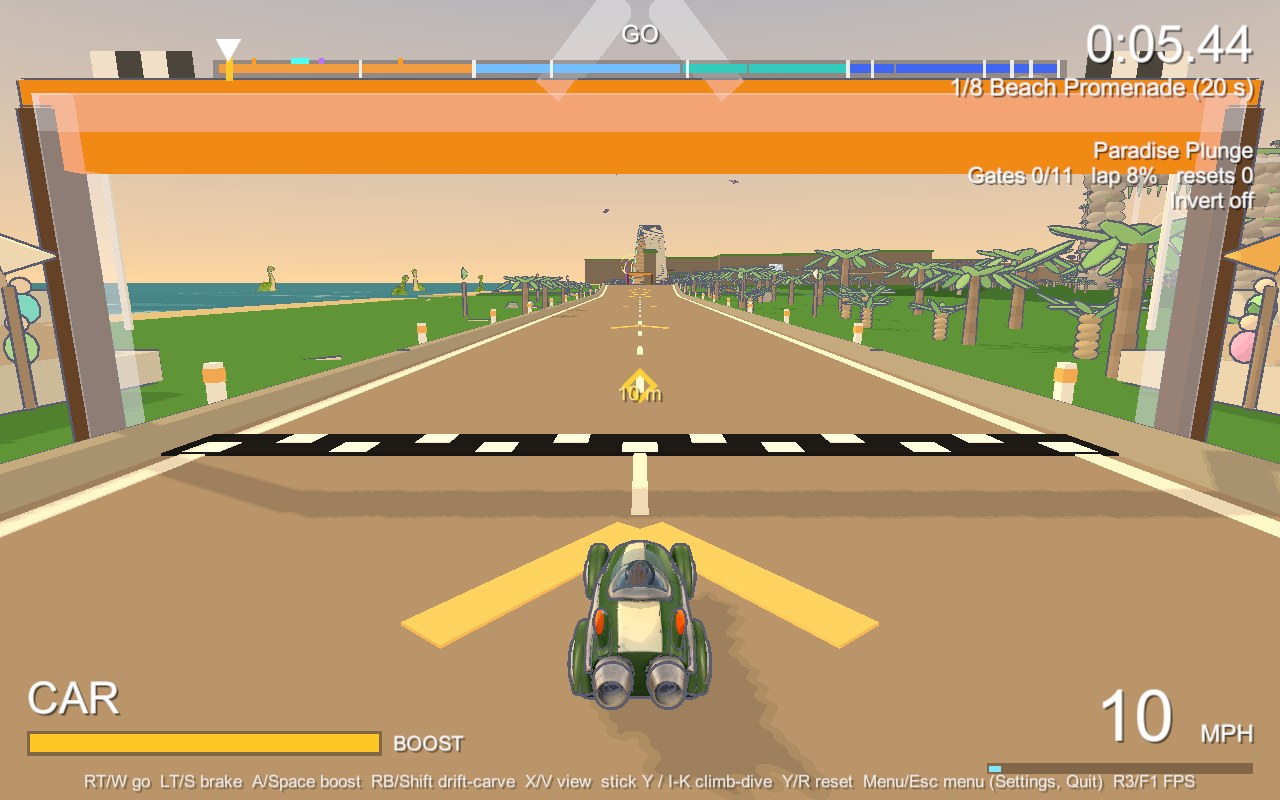 GO
0:05.44
1/8 Beach Promenade (20 s)
Paradise Plunge
Gates 0/11 lap 8% resets 0
Invert off
10 m
CAR
BOOST
10 MPH
RT/W go LT/S brake A/Space boost RB/Shift drift-carve X/V view stick Y / I-K climb-dive Y/R reset Menu/Esc menu (Settings, Quit) R3/F1 FPS